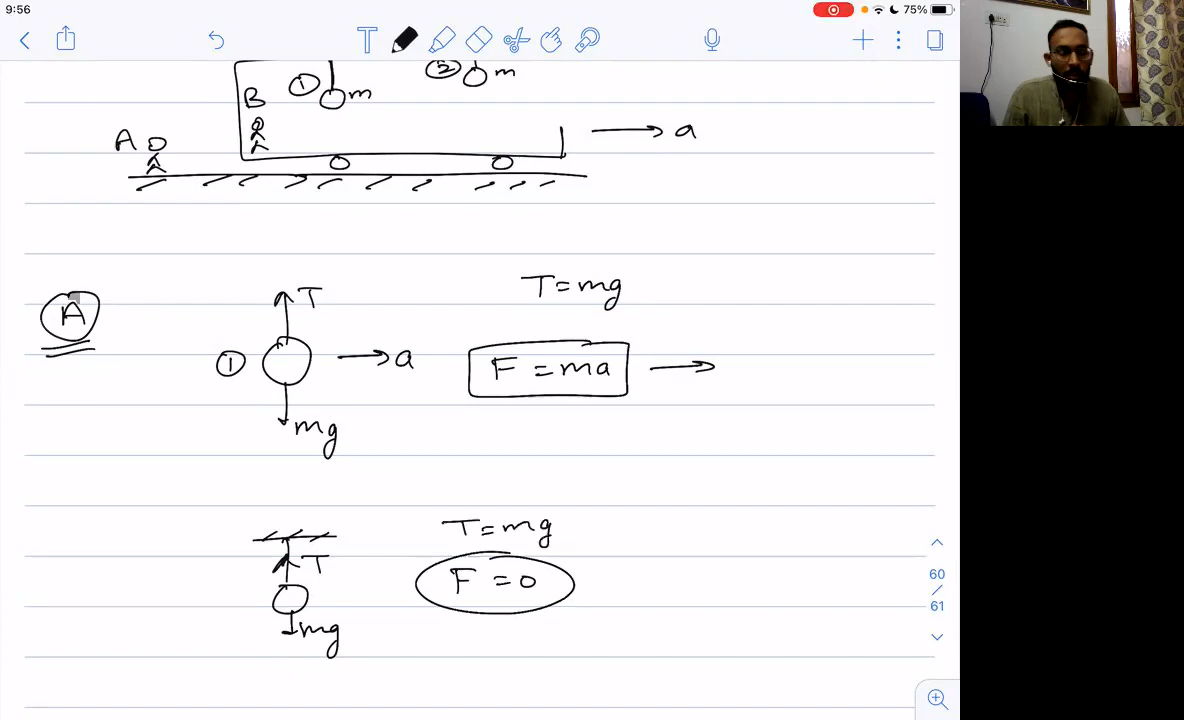 9:56
75%
T
① m
② m
B
A
a
T = mg
A
T
① a
F = ma
mg
T = mg
T
F = 0
mg
60
/
61